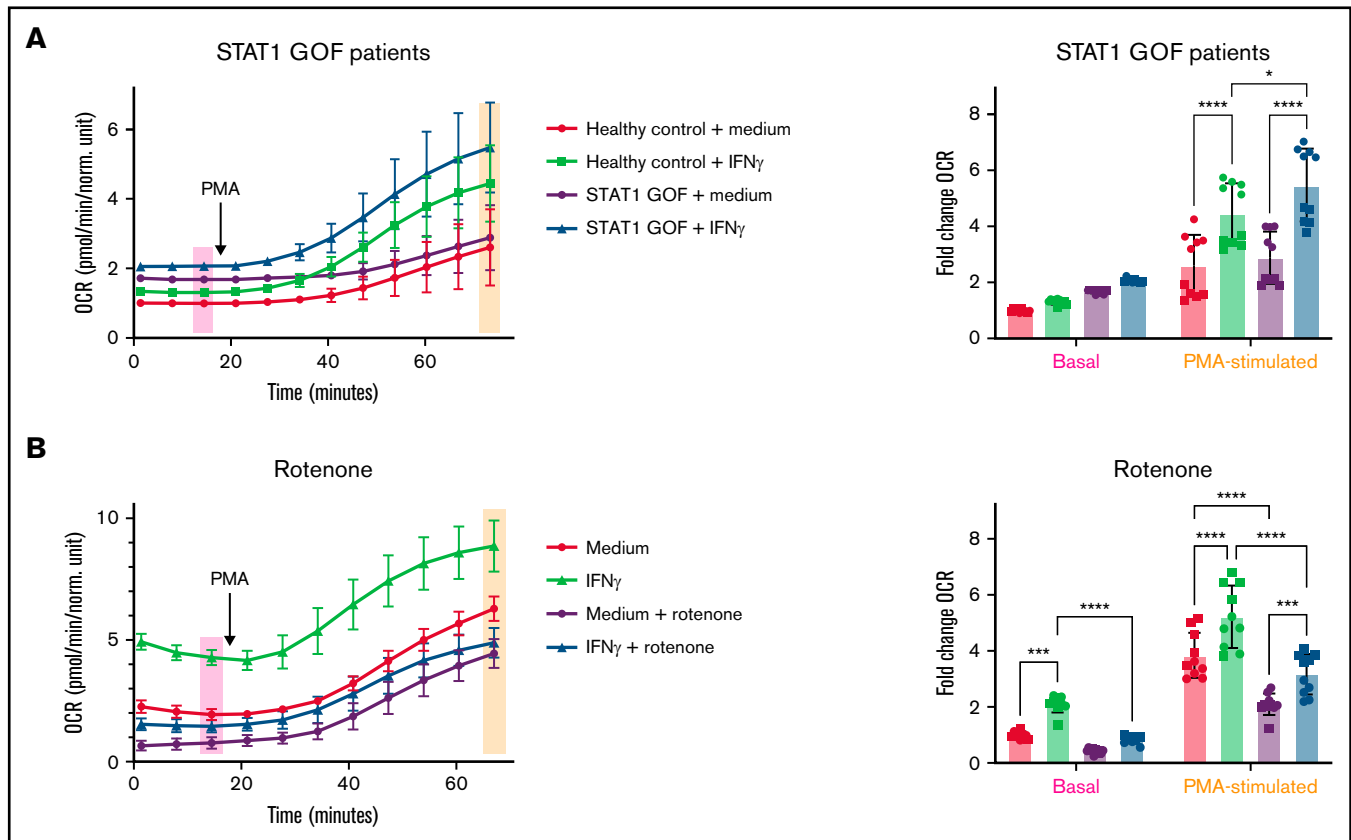 A
STAT1 GOF patients
OCR (pmol/min/norm. unit)
6
4
2
0
PMA
0 20 40 60
Time (minutes)
Healthy control + medium
Healthy control + IFNγ
STAT1 GOF + medium
STAT1 GOF + IFNγ
STAT1 GOF patients
Fold change OCR
8
6
4
2
0
*
**** ****
Basal PMA-stimulated
B
Rotenone
OCR (pmol/min/norm. unit)
10
5
0
PMA
0 20 40 60
Time (minutes)
Medium
IFNγ
Medium + rotenone
IFNγ + rotenone
Rotenone
Fold change OCR
8
6
4
2
0
****
**** ****
****
***
***
Basal PMA-stimulated